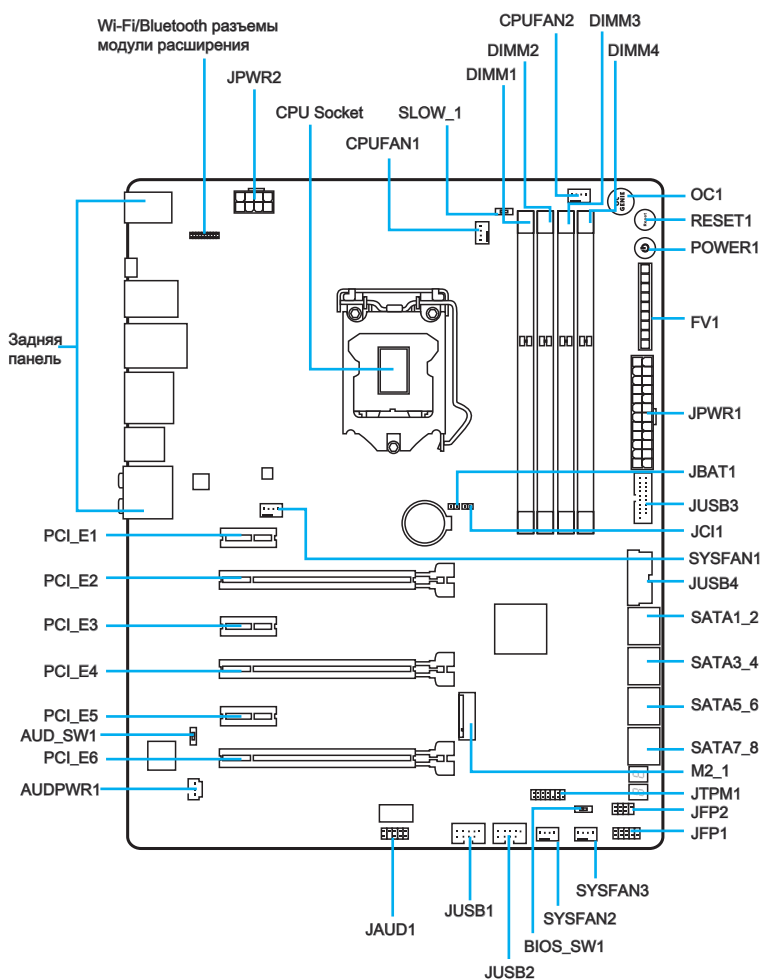 Wi-Fi/Bluetooth разъемы
модули расширения
JPWR2
CPU Socket
CPUFAN1
SLOW_1
DIMM1
DIMM2
CPUFAN2
DIMM3
DIMM4
OC1
GENIE
RESET1
POWER1
FV1
Задняя
панель
JPWR1
JBAT1
JUSB3
JCI1
SYSFAN1
JUSB4
PCI_E1
PCI_E2
PCI_E3
PCI_E4
PCI_E5
AUD_SW1
PCI_E6
AUDPWR1
SATA1_2
SATA3_4
SATA5_6
SATA7_8
M2_1
JTPM1
JFP2
JFP1
SYSFAN3
SYSFAN2
BIOS_SW1
JUSB2
JUSB1
JAUD1